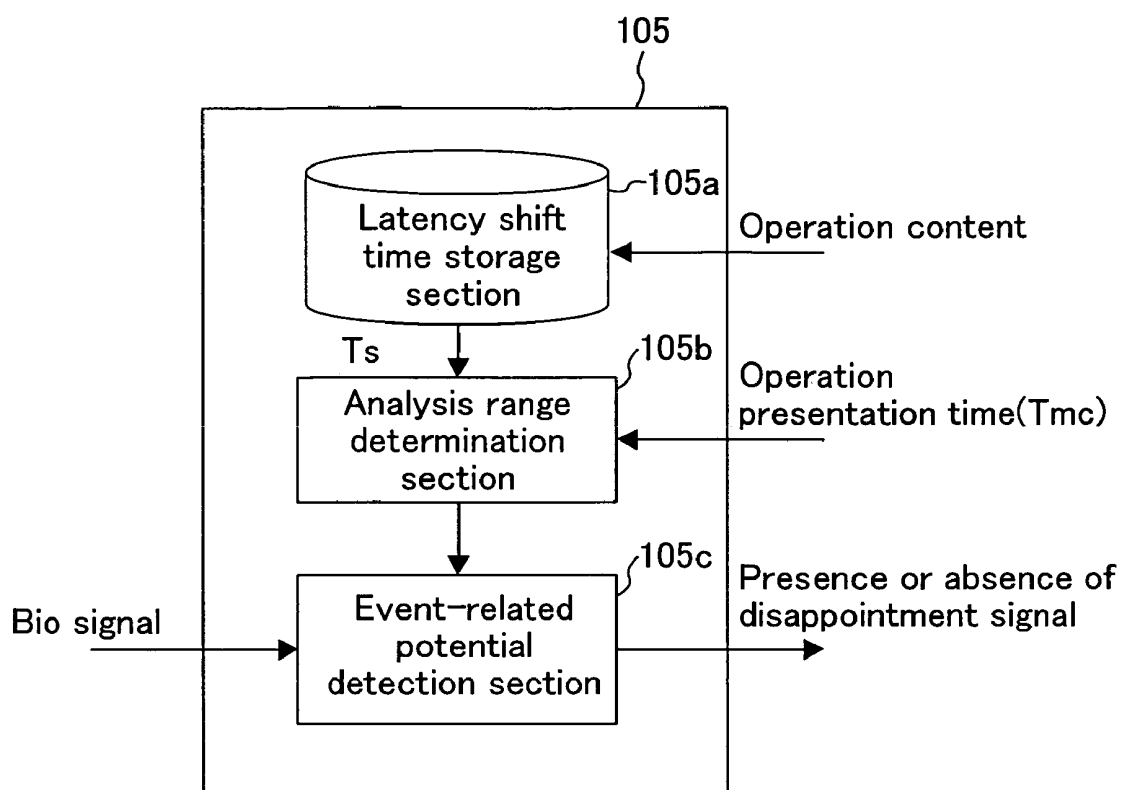 105
105a
Latency shift
time storage
section
Operation content
Ts
105b
Operation
presentation time(Tmc)
Analysis range
determination
section
105c
Presence or absence of
disappointment signal
Bio signal
Event-related
potential
detection section